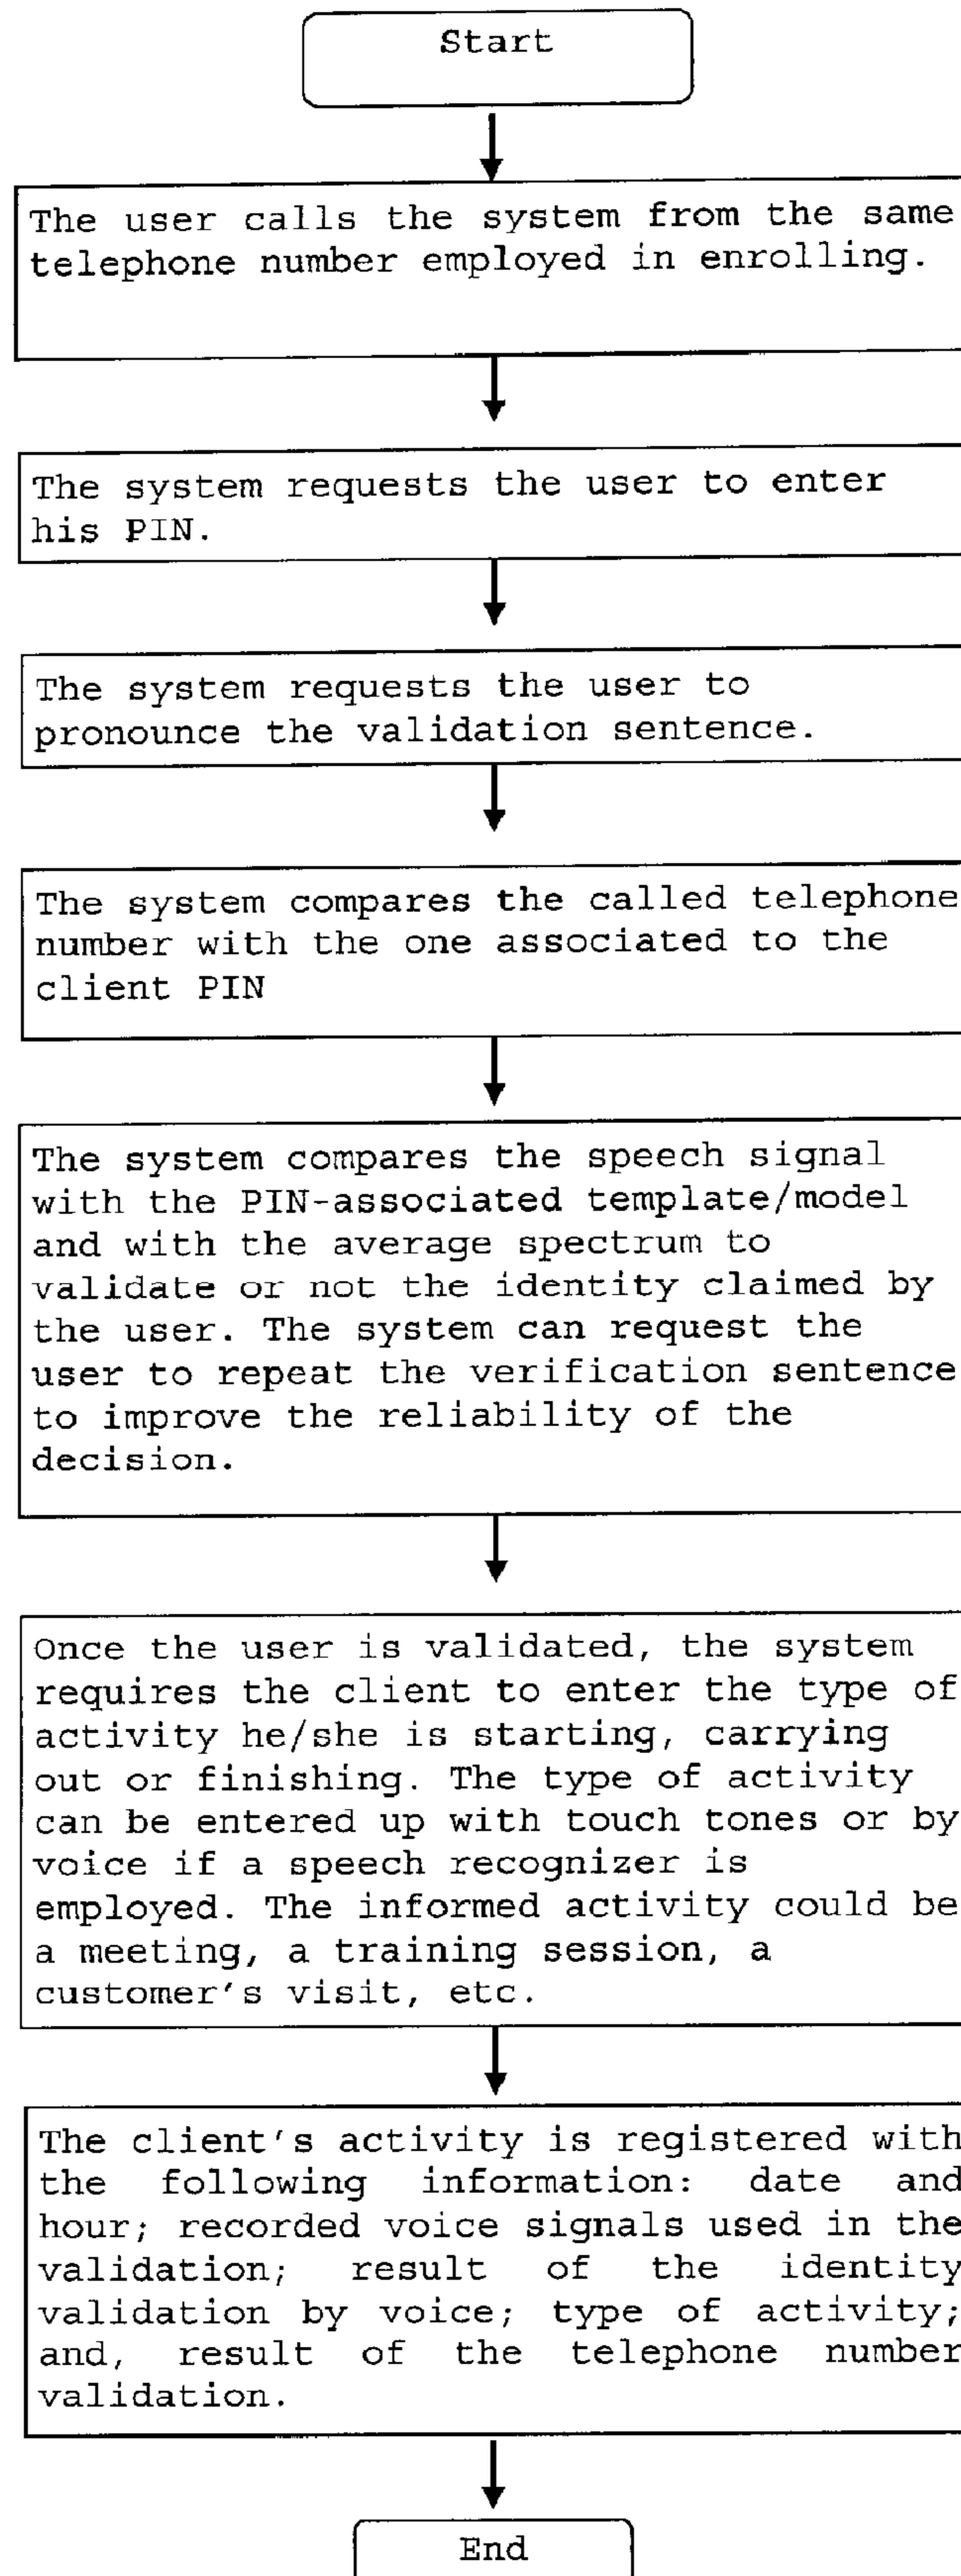 Start
The user calls the system from the same
telephone number employed in enrolling.
The system requests the user to enter
his PIN.
The system requests the user to
pronounce the validation sentence.
The system compares the called telephone
number with the one associated to the
client PIN
The system compares the speech signal
with the PIN-associated template/model
and with the average spectrum to
validate or not the identity claimed by
the user. The system can request the
user to repeat the verification sentence
to improve the reliability of the
decision.
Once the user is validated, the system
requires the client to enter the type of
activity he/she is starting, carrying
out or finishing. The type of activity
can be entered up with touch tones or by
voice if a speech recognizer is
employed. The informed activity could be
a meeting, a training session, a
customer's visit, etc.
The client's activity is registered with
the following information: date and
hour; recorded voice signals used in the
validation; result of the identity
validation by voice; type of activity;
and, result of the telephone number
validation.
End